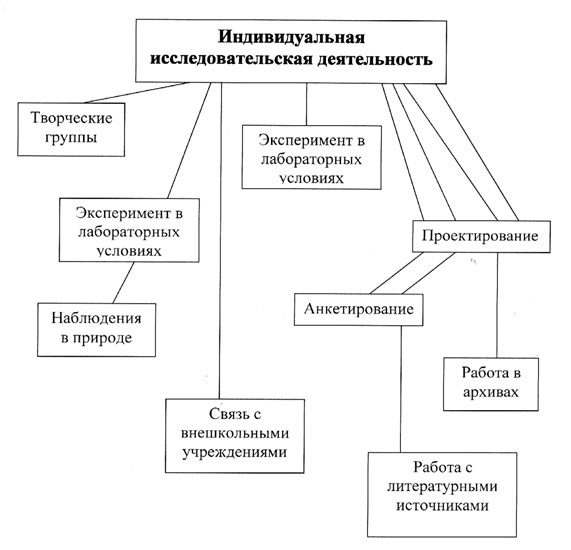 Индивидуальная
исследовательская деятельность
Творческие
группы
Эксперимент в
лабораторных
условиях
Эксперимент в
лабораторных
условиях
Проектирование
Наблюдения
в природе
Анкетирование
Работа в
архивах
Связь с
внешкольными
учреждениями
Работа с
литературными
источниками